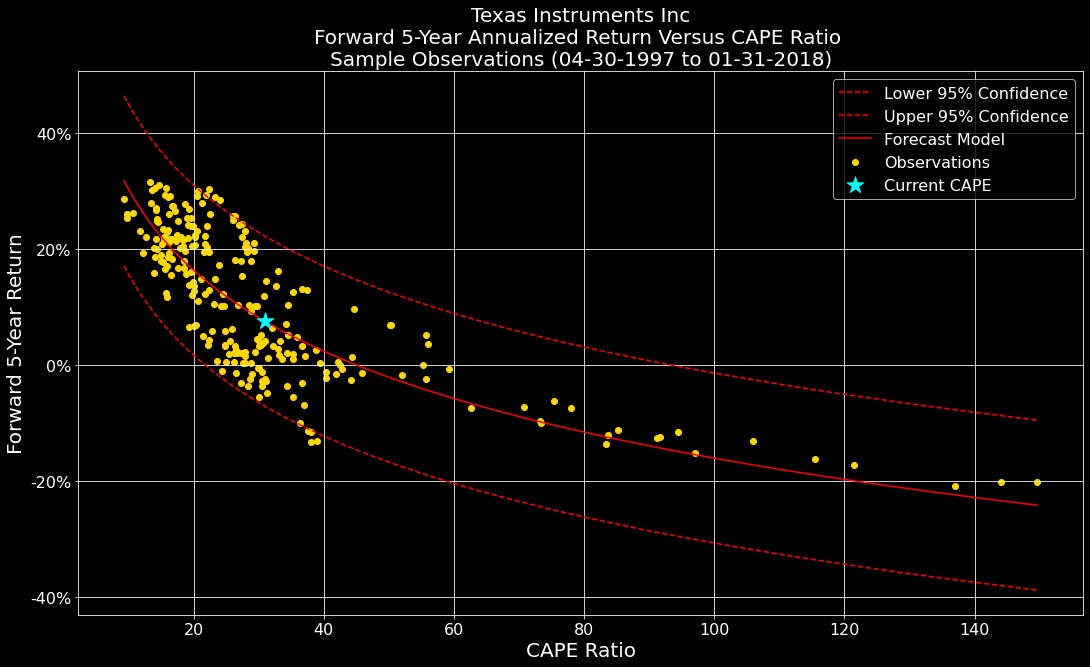 Texas Instruments Inc
Forward 5-Year Annualized Return Versus CAPE Ratio
Sample Observations (04-30-1997 to 01-31-2018)
Lower 95% Confidence
Upper 95% Confidence
Forecast Model
Observations
Current CAPE
Forward 5-Year Return
40%
20%
0%
-20%
-40%
20 40 60 80 100 120 140
CAPE Ratio